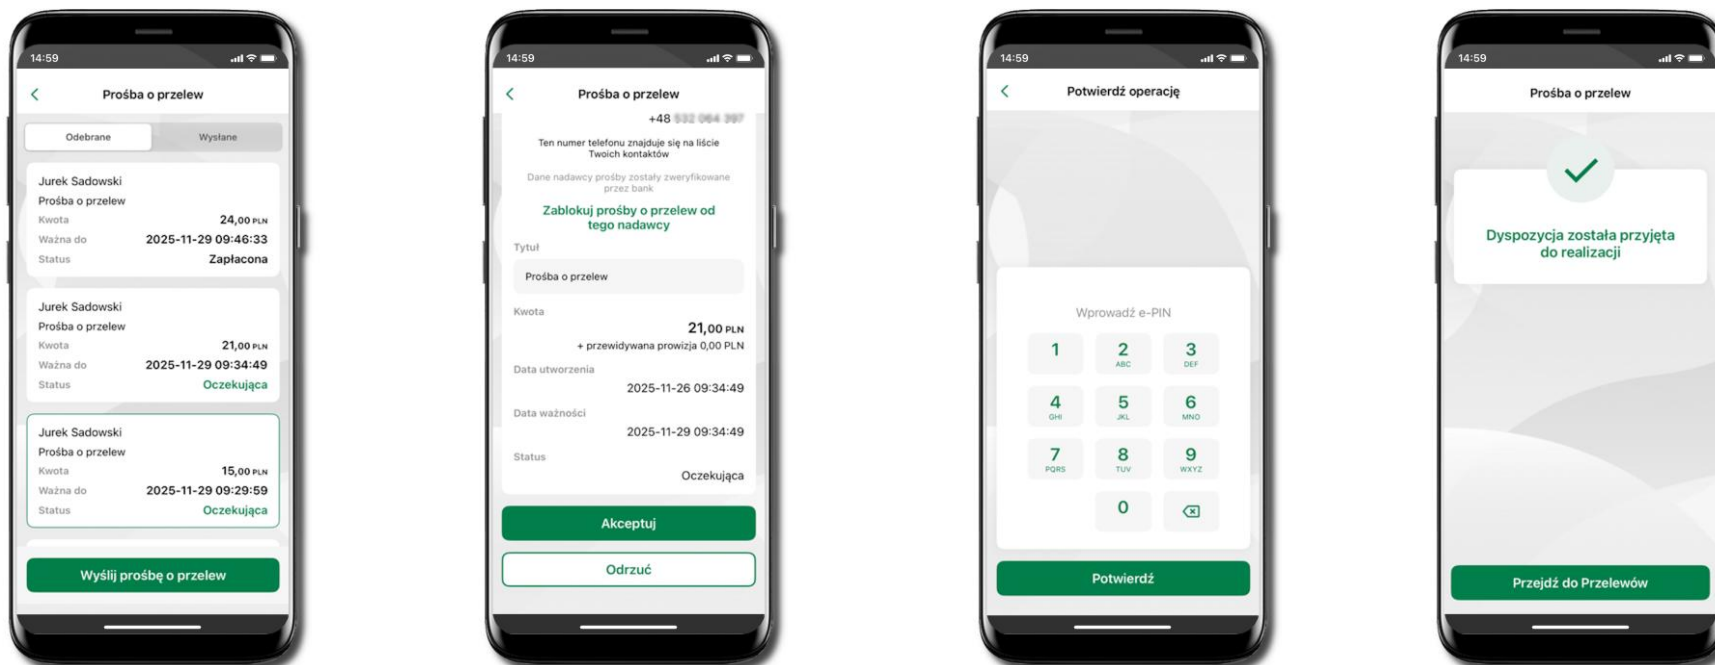 14:59
Prośba o przelew
Odebrane
Wysłane
Jurek Sadowski
Prośba o przelew
Kwota 24,00 PLN
Ważna do 2025-11-29 09:46:33
Status Zapłacona
Jurek Sadowski
Prośba o przelew
Kwota 21,00 PLN
Ważna do 2025-11-29 09:34:49
Status Oczekująca
Jurek Sadowski
Prośba o przelew
Kwota 15,00 PLN
Ważna do 2025-11-29 09:29:59
Status Oczekująca
Wyślij prośbę o przelew
14:59
Prośba o przelew
+48
Ten numer telefonu znajduje się na liście
Twoich kontaktów
Dane nadawcy prośby zostały zweryfikowane
przez bank
Zablokuj prośby o przelew od
tego nadawcy
Tytuł
Prośba o przelew
Kwota
21,00 PLN
+ przewidywana prowizja 0,00 PLN
Data utworzenia
2025-11-26 09:34:49
Data ważności
2025-11-29 09:34:49
Status
Oczekująca
Akceptuj
Odrzuć
14:59
Potwierdź operację
Wprowadź e-PIN
1 2 3
ABC DEF
4 5 6
GHI JKL MNO
7 8 9
PQRS TUV WXYZ
0
Potwierdź
14:59
Prośba o przelew
Dyspozycja została przyjęta
do realizacji
Przejdź do Przelewów